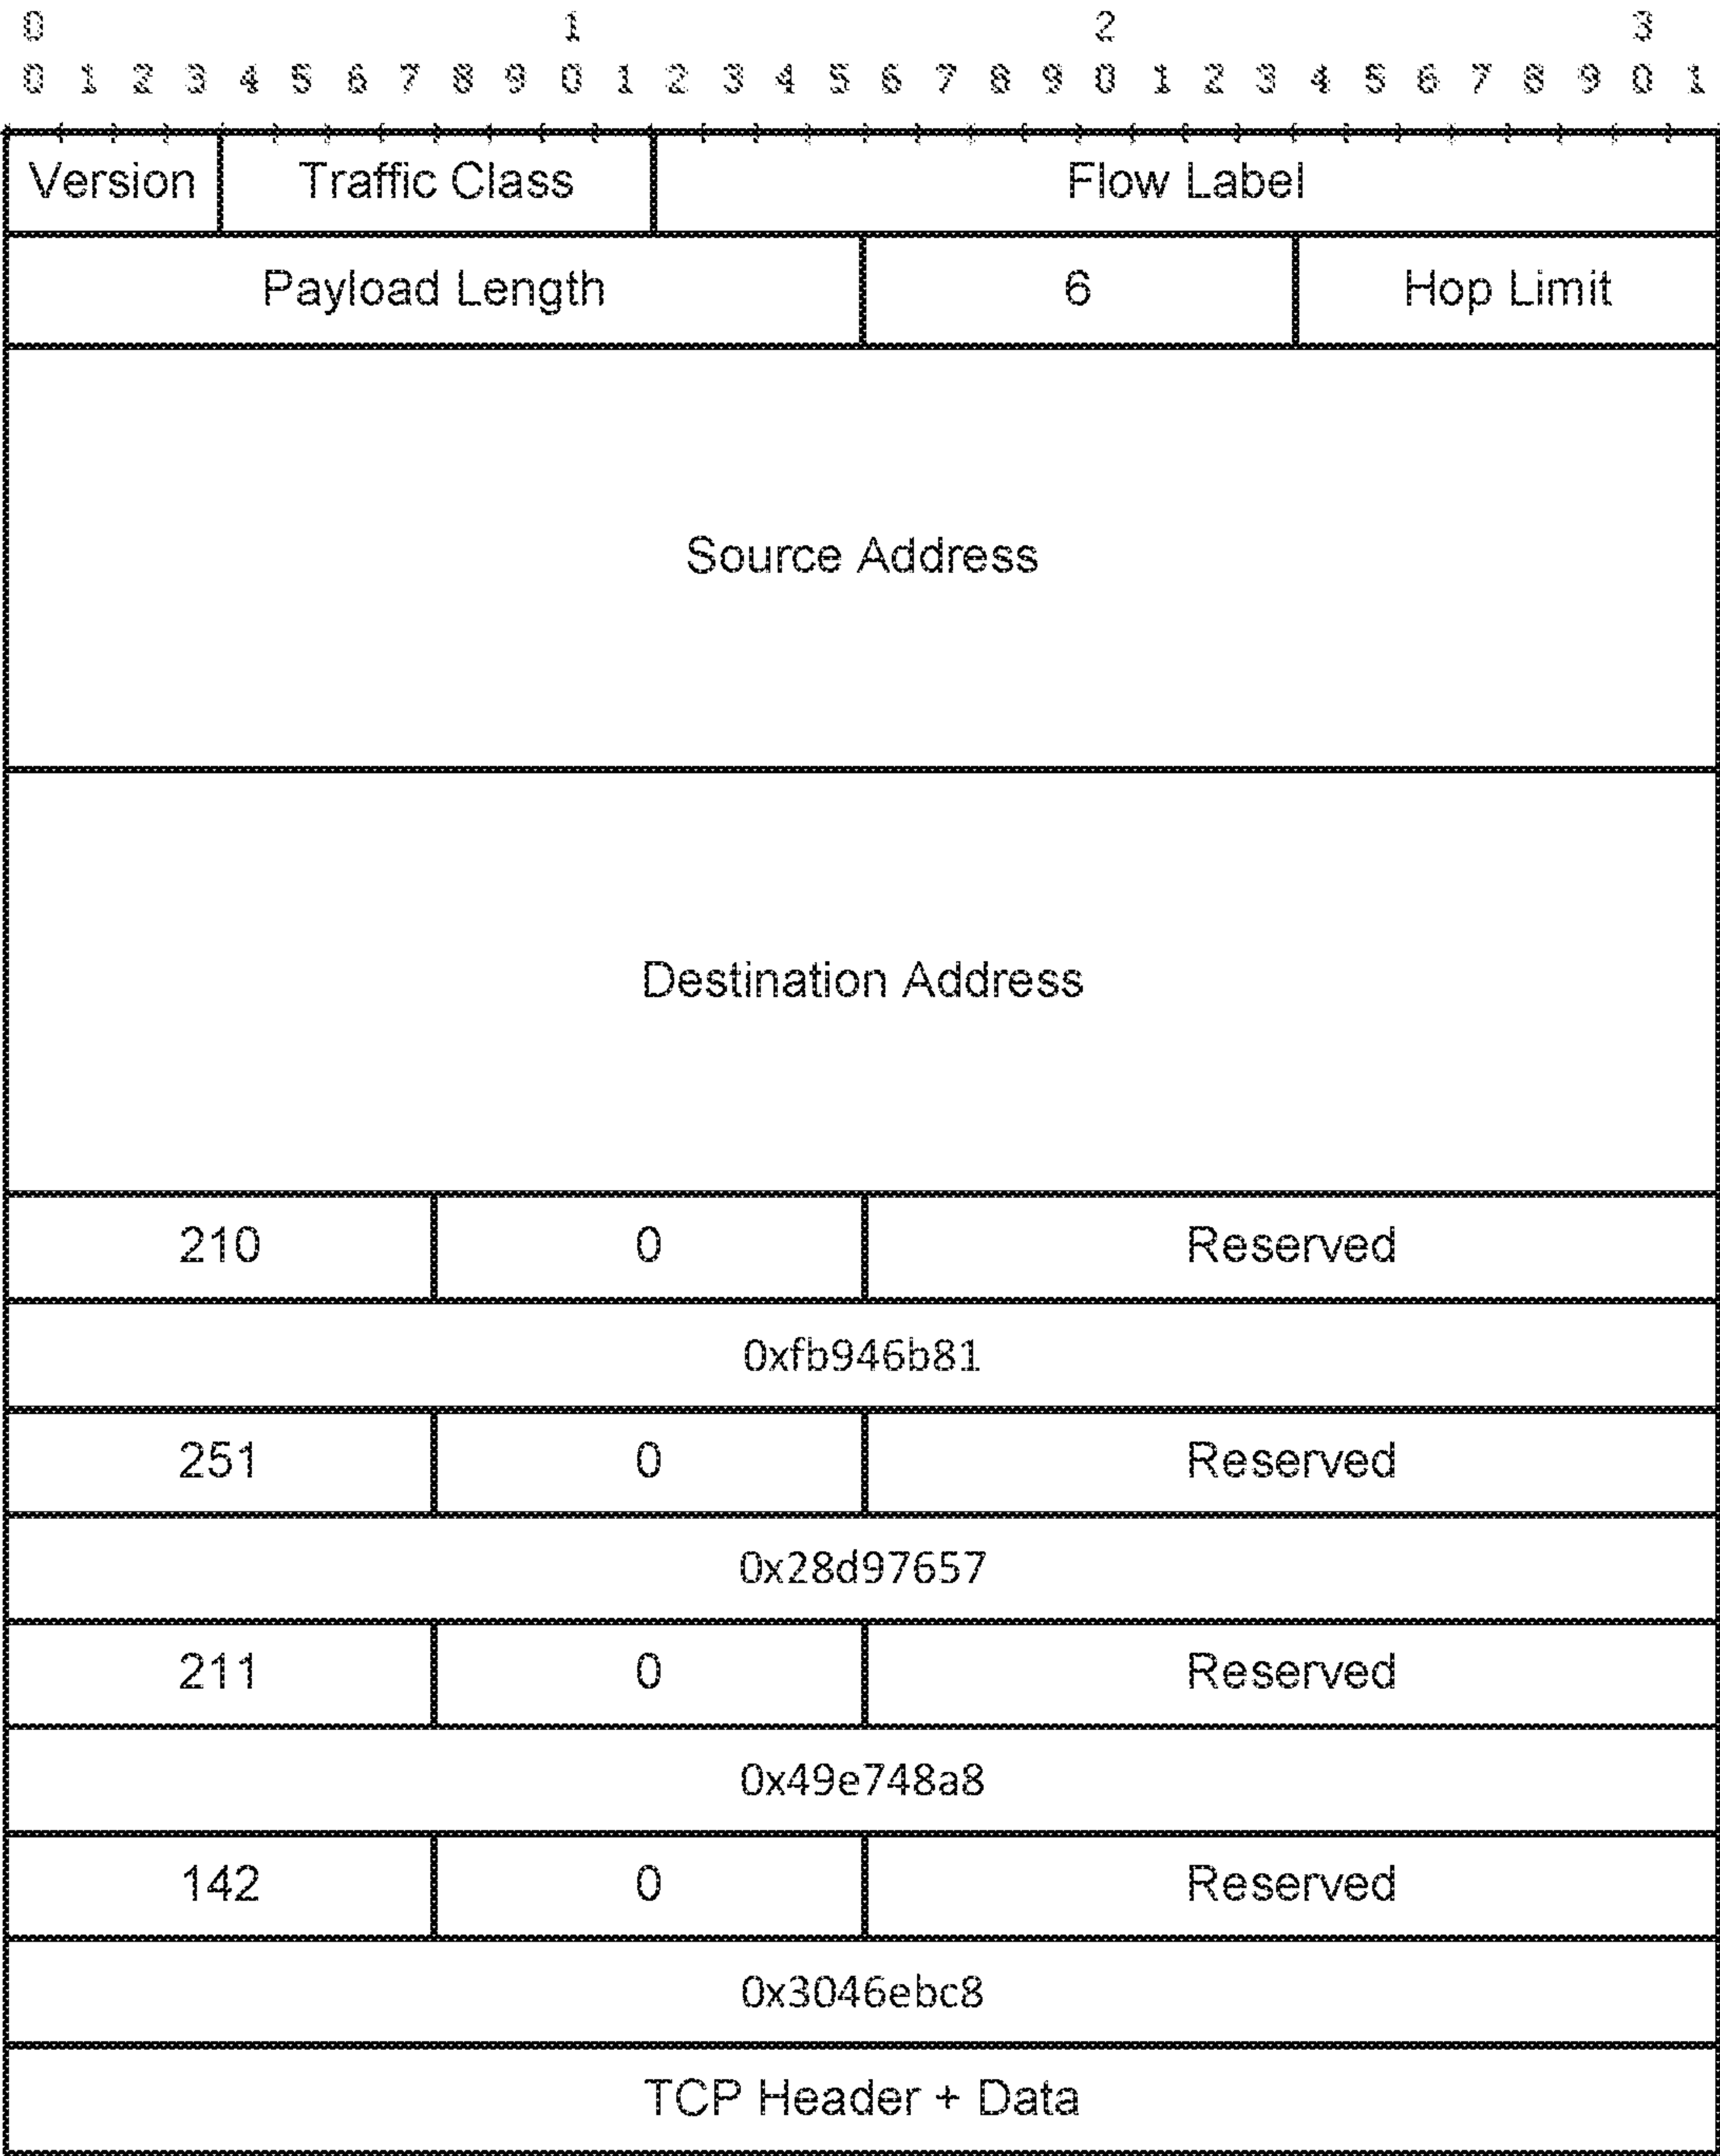 0 1 2 3
0 1 2 3 4 5 6 7 8 9 0 1 2 3 4 5 6 7 8 9 0 1 2 3 4 5 6 7 8 9 0 1
Version Traffic Class Flow Label
Payload Length 6 Hop Limit
Source Address
Destination Address
210 0 Reserved
0xfb946b81
251 0 Reserved
0x28d97657
211 0 Reserved
0x49e748a8
142 0 Reserved
0x3046ebc8
TCP Header + Data